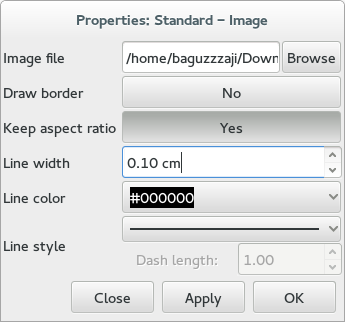 Properties: Standard – Image
Image file /home/baguzzzaji/Down Browse
Draw border No
Keep aspect ratio Yes
Line width 0.10 cm
Line color #000000
Line style
Dash length: 1.00
Close Apply OK